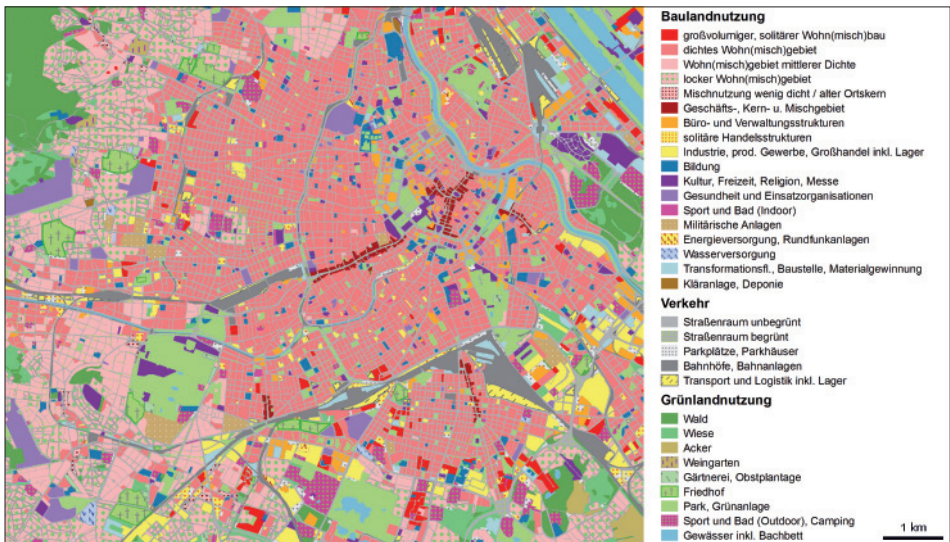 Baulandnutzung
großvolumiger, solitärer Wohn(misch)bau
dichtes Wohn(misch)gebiet
Wohn(misch)gebiet mittlerer Dichte
locker Wohn(misch)gebiet
Mischnutzung wenig dicht / alter Ortskern
Geschäfts-, Kern- u. Mischgebiet
Büro- und Verwaltungsstrukturen
solitäre Handelsstrukturen
Industrie, prod. Gewerbe, Großhandel inkl. Lager
Bildung
Kultur, Freizeit, Religion, Messe
Gesundheit und Einsatzorganisationen
Sport und Bad (Indoor)
Militärische Anlagen
Energieversorgung, Rundfunkanlagen
Wasserversorgung
Transformationsfl., Baustelle, Materialgewinnung
Kläranlage, Deponie
Verkehr
Straßenraum unbegrünt
Straßenraum begrünt
Parkplätze, Parkhäuser
Bahnhöfe, Bahnanlagen
Transport und Logistik inkl. Lager
Grünlandnutzung
Wald
Wiese
Acker
Weingarten
Gärtnerei, Obstplantage
Friedhof
Park, Grünanlage
Sport und Bad (Outdoor), Camping
Gewässer inkl. Bachbett
1 km